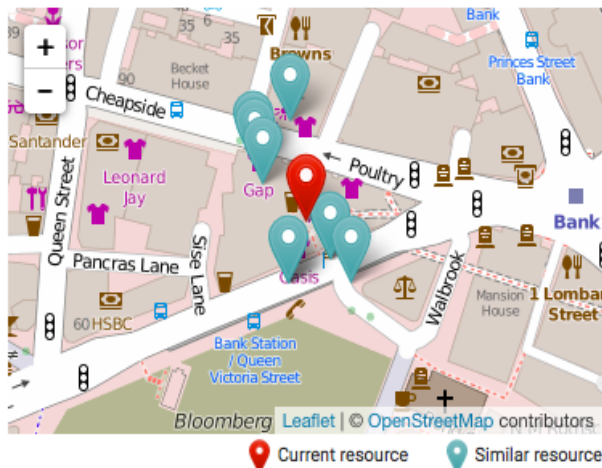 Bank
39
6
40
35
35
+
Browns
Becket
House
90
Princes Street
Bank
−
Cheapside
Santander
Leonard
Jay
Gap
Poultry
Queen Street
Bank
Pancras Lane
Sise Lane
Oasis
Walbrook
Mansion
House
1 Lombard
Street
60
HSBC
Bank Station
/ Queen
Victoria Street
Bloomberg
Leaflet | © OpenStreetMap contributors
Current resource
Similar resource